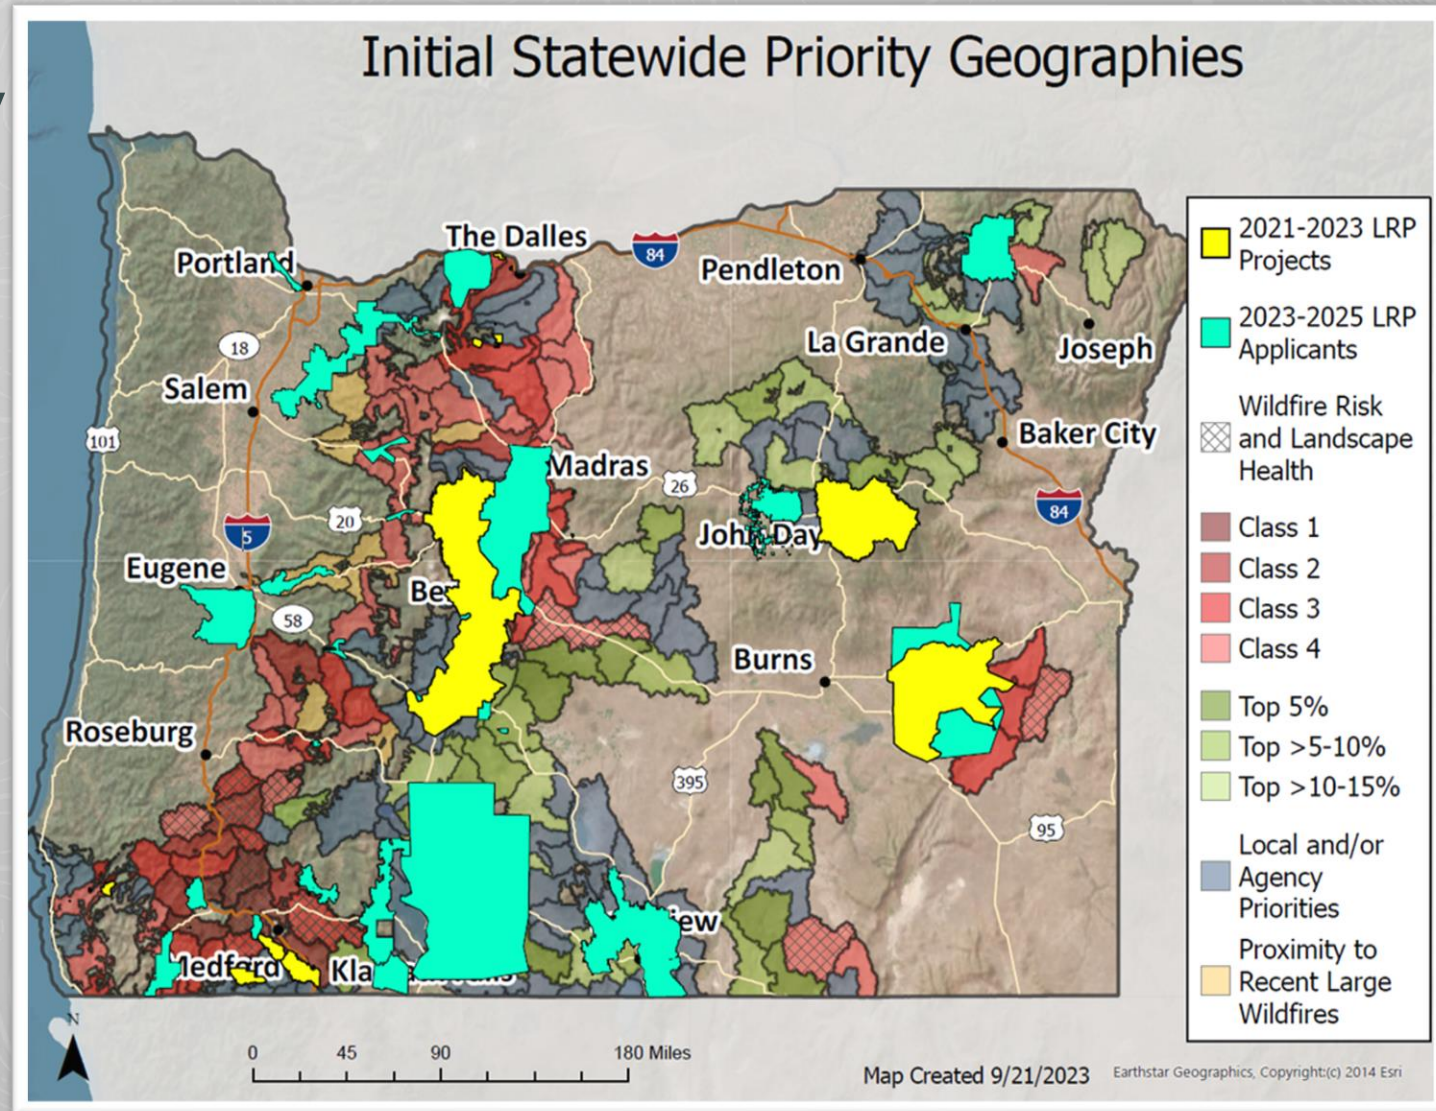 Initial Statewide Priority Geographies
The Dalles
84
Portland
Pendleton
18
La Grande
Joseph
Salem
101
Baker City
Madras
26
20
5
84
John Day
Eugene
Be
58
Burns
Roseburg
395
95
iew
Medford
Kla
N
0 45 90 180 Miles
Map Created 9/21/2023
Earthstar Geographics, Copyright:(c) 2014 Esri
2021-2023 LRP
Projects
2023-2025 LRP
Applicants
Wildfire Risk
and Landscape
Health
Class 1
Class 2
Class 3
Class 4
Top 5%
Top >5-10%
Top >10-15%
Local and/or
Agency
Priorities
Proximity to
Recent Large
Wildfires